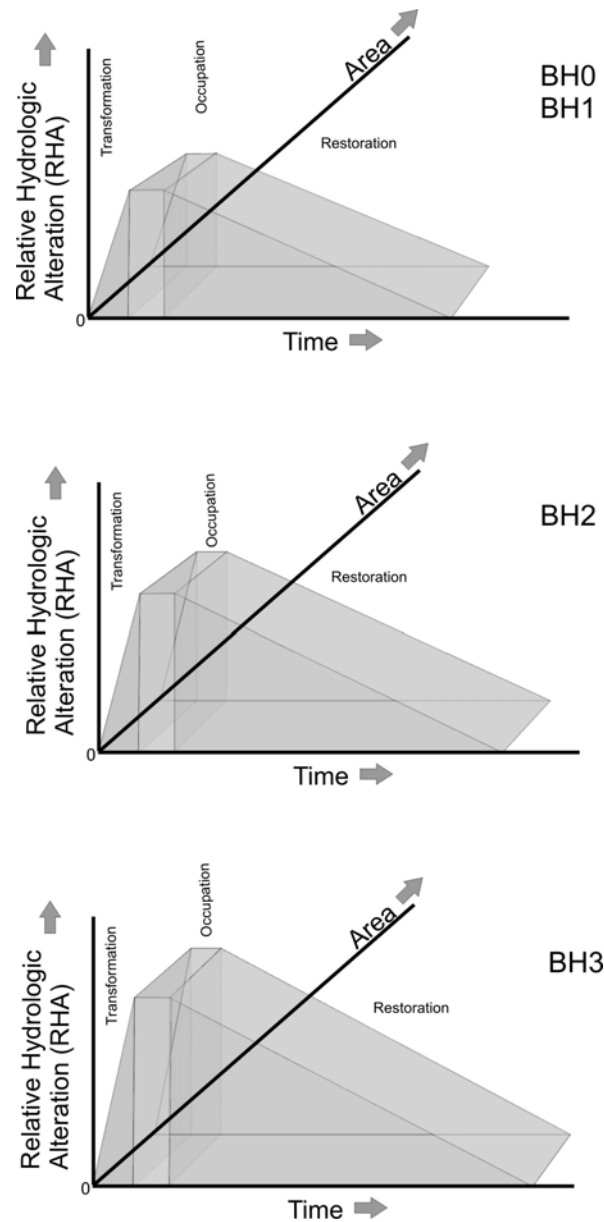 Relative Hydrologic
Alteration (RHA)
Transformation
Occupation
Area
Restoration
BH0
BH1
0
Time
Relative Hydrologic
Alteration (RHA)
Transformation
Occupation
Area
Restoration
BH2
0
Time
Relative Hydrologic
Alteration (RHA)
Transformation
Occupation
Area
Restoration
BH3
0
Time